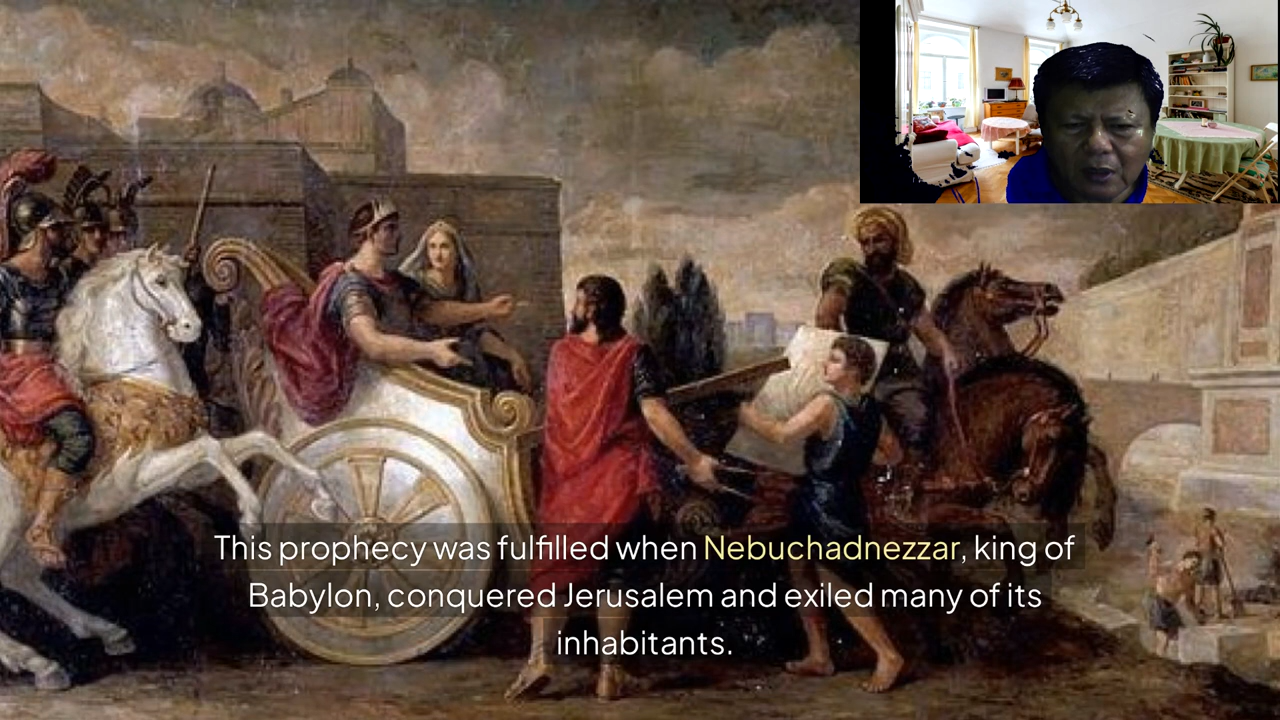 This prophecy was fulfilled when Nebuchadnezzar, king of
Babylon, conquered Jerusalem and exiled many of its
inhabitants.